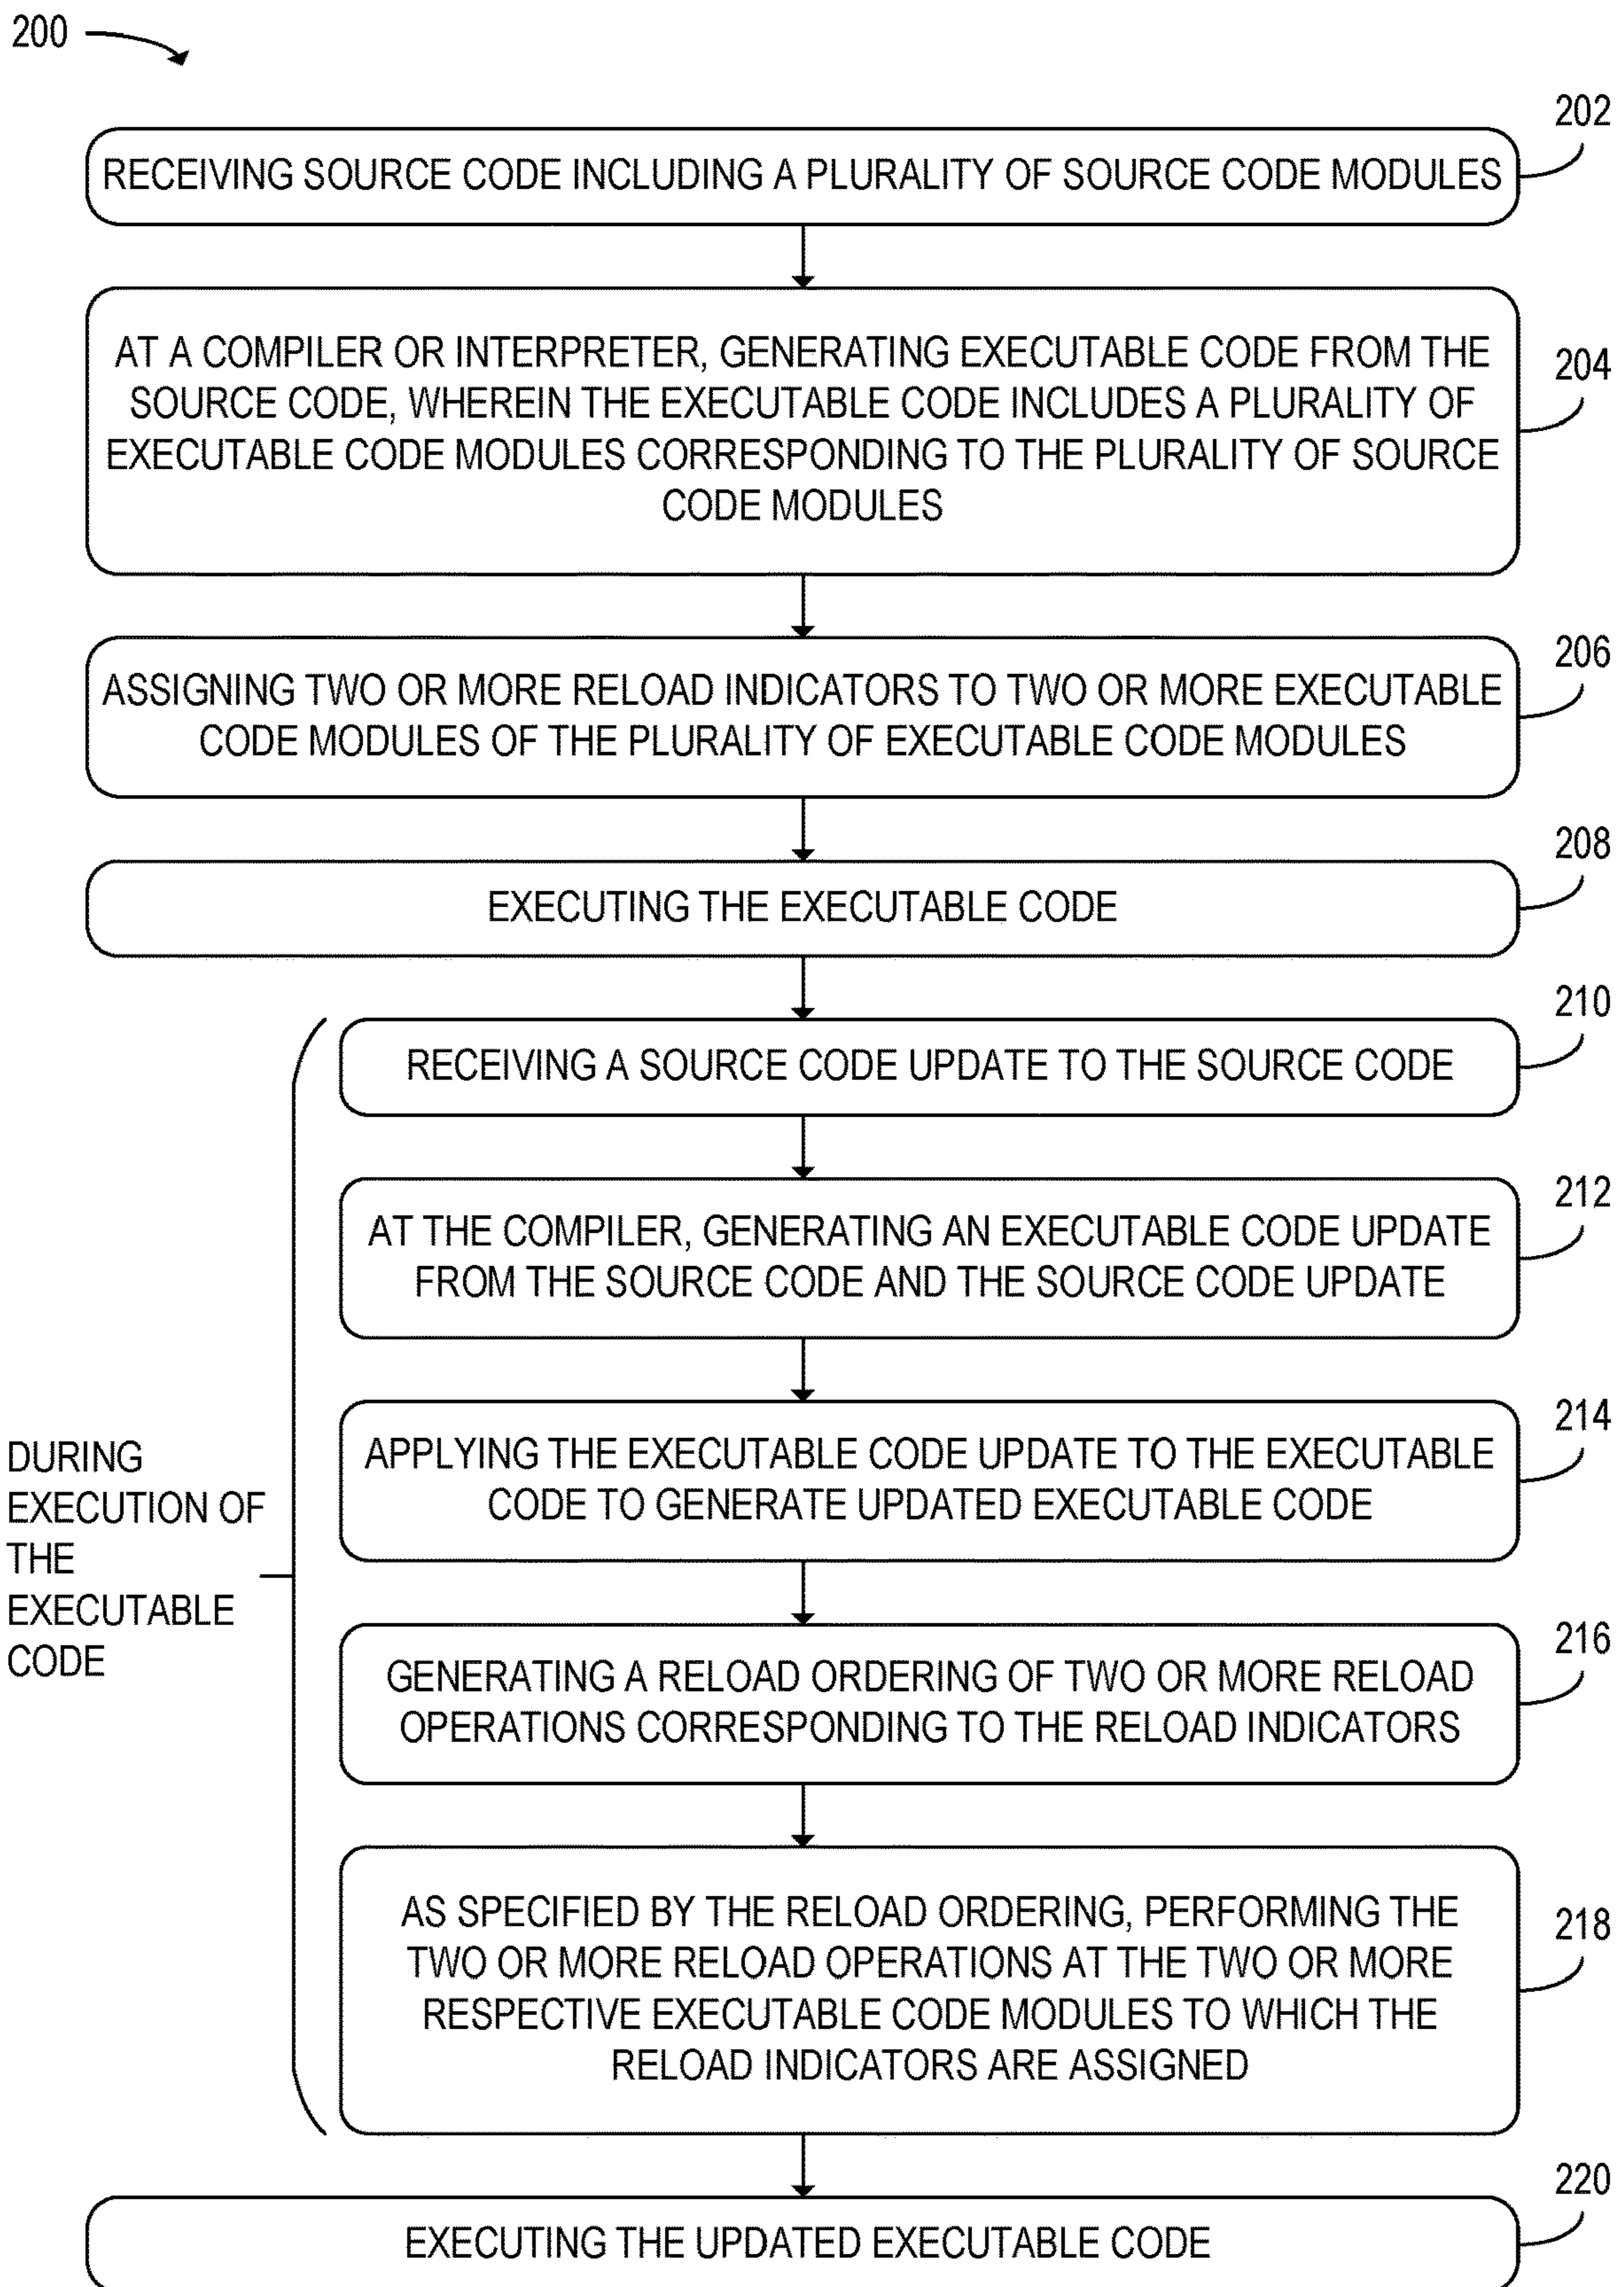 200
202
RECEIVING SOURCE CODE INCLUDING A PLURALITY OF SOURCE CODE MODULES
204
AT A COMPILER OR INTERPRETER, GENERATING EXECUTABLE CODE FROM THE
SOURCE CODE, WHEREIN THE EXECUTABLE CODE INCLUDES A PLURALITY OF
EXECUTABLE CODE MODULES CORRESPONDING TO THE PLURALITY OF SOURCE
CODE MODULES
206
ASSIGNING TWO OR MORE RELOAD INDICATORS TO TWO OR MORE EXECUTABLE
CODE MODULES OF THE PLURALITY OF EXECUTABLE CODE MODULES
208
EXECUTING THE EXECUTABLE CODE
DURING
EXECUTION OF
THE
EXECUTABLE
CODE
210
RECEIVING A SOURCE CODE UPDATE TO THE SOURCE CODE
212
AT THE COMPILER, GENERATING AN EXECUTABLE CODE UPDATE
FROM THE SOURCE CODE AND THE SOURCE CODE UPDATE
214
APPLYING THE EXECUTABLE CODE UPDATE TO THE EXECUTABLE
CODE TO GENERATE UPDATED EXECUTABLE CODE
216
GENERATING A RELOAD ORDERING OF TWO OR MORE RELOAD
OPERATIONS CORRESPONDING TO THE RELOAD INDICATORS
218
AS SPECIFIED BY THE RELOAD ORDERING, PERFORMING THE
TWO OR MORE RELOAD OPERATIONS AT THE TWO OR MORE
RESPECTIVE EXECUTABLE CODE MODULES TO WHICH THE
RELOAD INDICATORS ARE ASSIGNED
220
EXECUTING THE UPDATED EXECUTABLE CODE